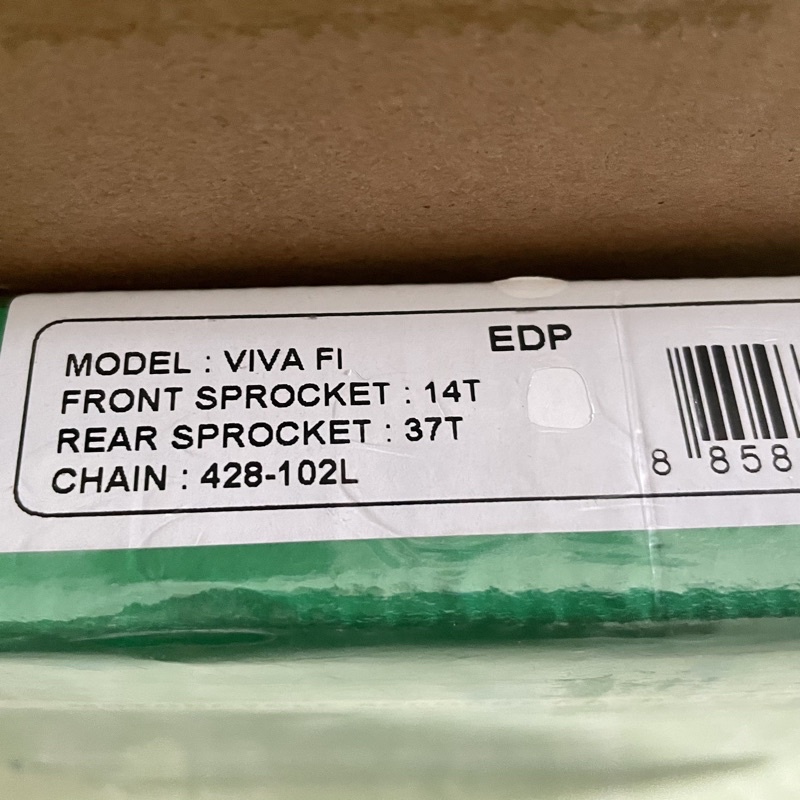 EDP
MODEL : VIVA FI
FRONT SPROCKET : 14T
REAR SPROCKET : 37T
CHAIN : 428-102L
8 858